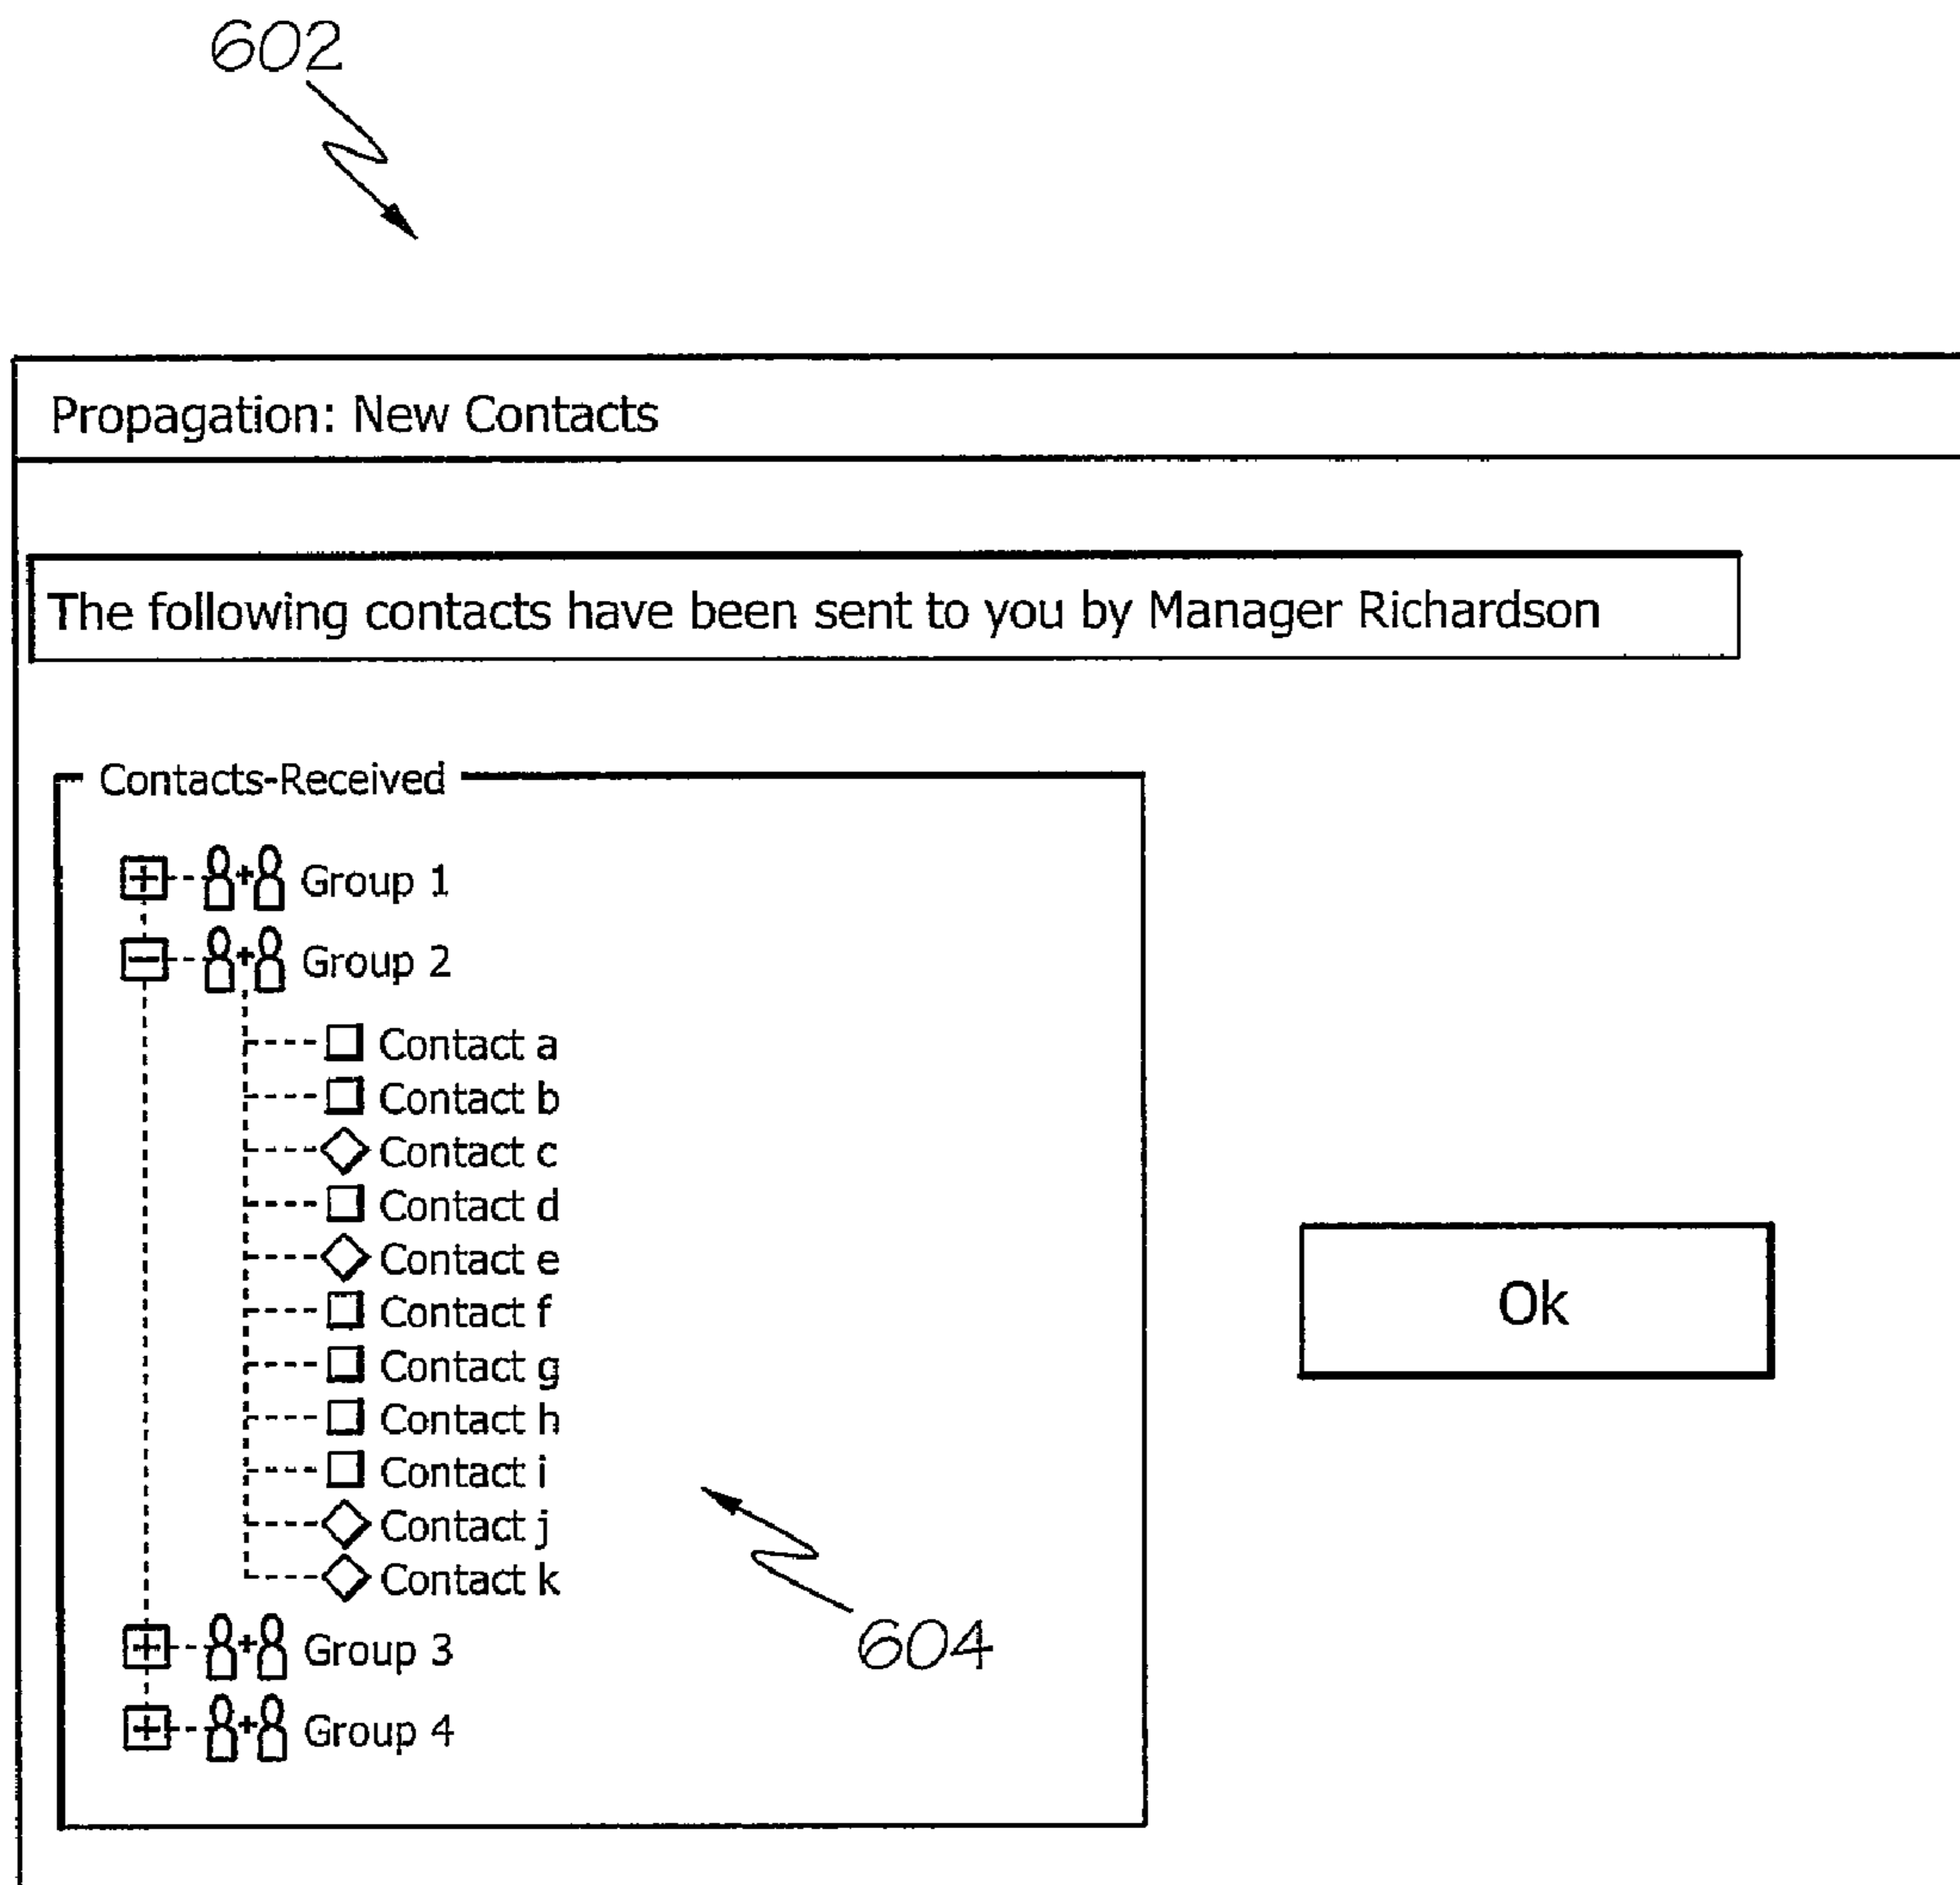 602
Propagation: New Contacts
The following contacts have been sent to you by Manager Richardson
Contacts-Received
Group 1
Group 2
Contact a
Contact b
Contact c
Contact d
Contact e
Contact f
Contact g
Contact h
Contact i
Contact j
Contact k
Group 3
Group 4
Ok
604